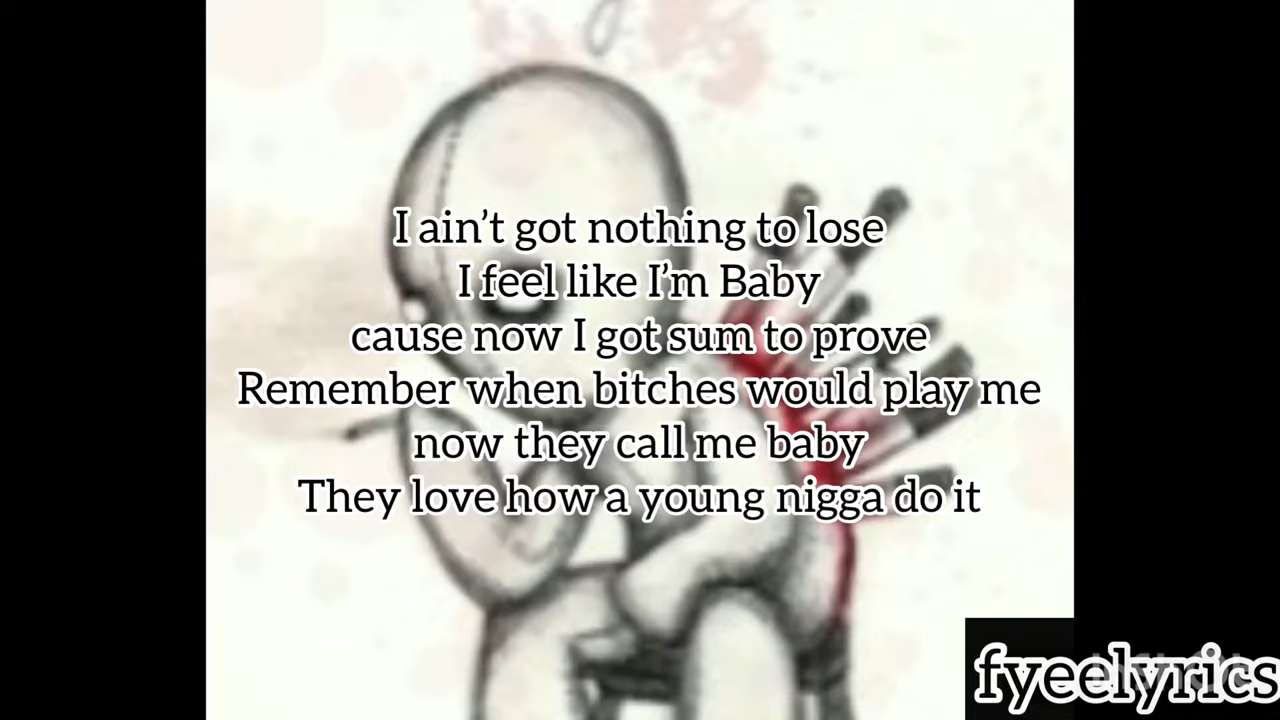 I ain’t got nothing to lose
I feel like I’m Baby
cause now I got sum to prove
Remember when bitches would play me
now they call me baby
They love how a young nigga do it
fyeelyrics